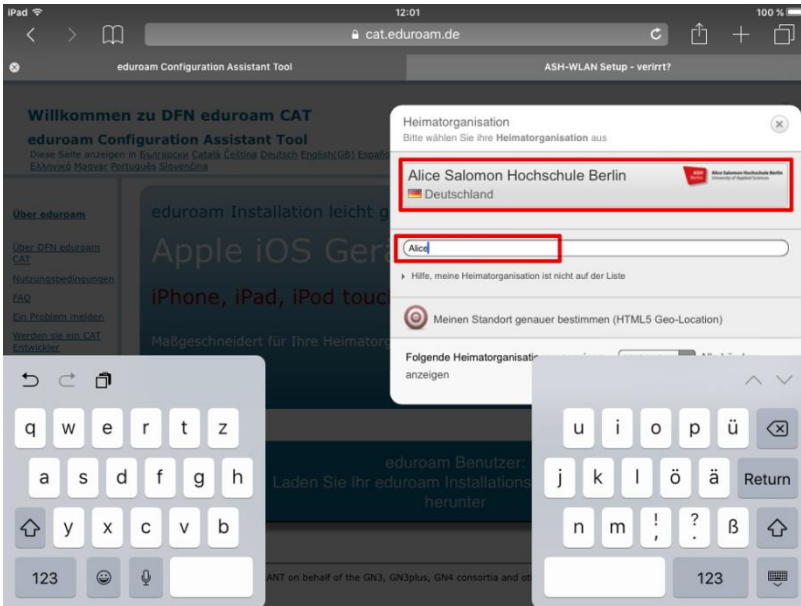 iPad
12:01
100 %
cat.eduroam.de
eduroam Configuration Assistant Tool
ASH-WLAN Setup - verirrt?
Willkommen zu DFN eduroam CAT
eduroam Configuration Assistant Tool
Diese Seite anzeigen in Български Català Čeština Deutsch English(GB) Españo
Ελληνικά Magyar Português Slovenčina
Über eduroam
Über DFN eduroam
CAT
Nutzungsbedingungen
FAQ
Ein Problem melden
Werden sie ein CAT
Entwickler
eduroam Installation leicht g
Apple iOS Gerä
iPhone, iPad, iPod touc
Maßgeschneidert für Ihre Heimatorg
Heimatorganisation
Bitte wählen Sie ihre Heimatorganisation aus
Alice Salomon Hochschule Berlin
Deutschland
ASH
Berlin
Alice Salomon Hochschule Berlin
University of Applied Sciences
Alice
Hilfe, meine Heimatorganisation ist nicht auf der Liste
Meinen Standort genauer bestimmen (HTML5 Geo-Location)
Folgende Heimatorganisatio
anzeigen
eduroam Benutzer:
Laden Sie Ihr eduroam Installations
herunter
ANT on behalf of the GN3, GN3plus, GN4 consortia and ot
q w e r t z
u i o p ü
a s d f g h
j k l ö ä Return
y x c v b
n m ! , ? . ß
123
123